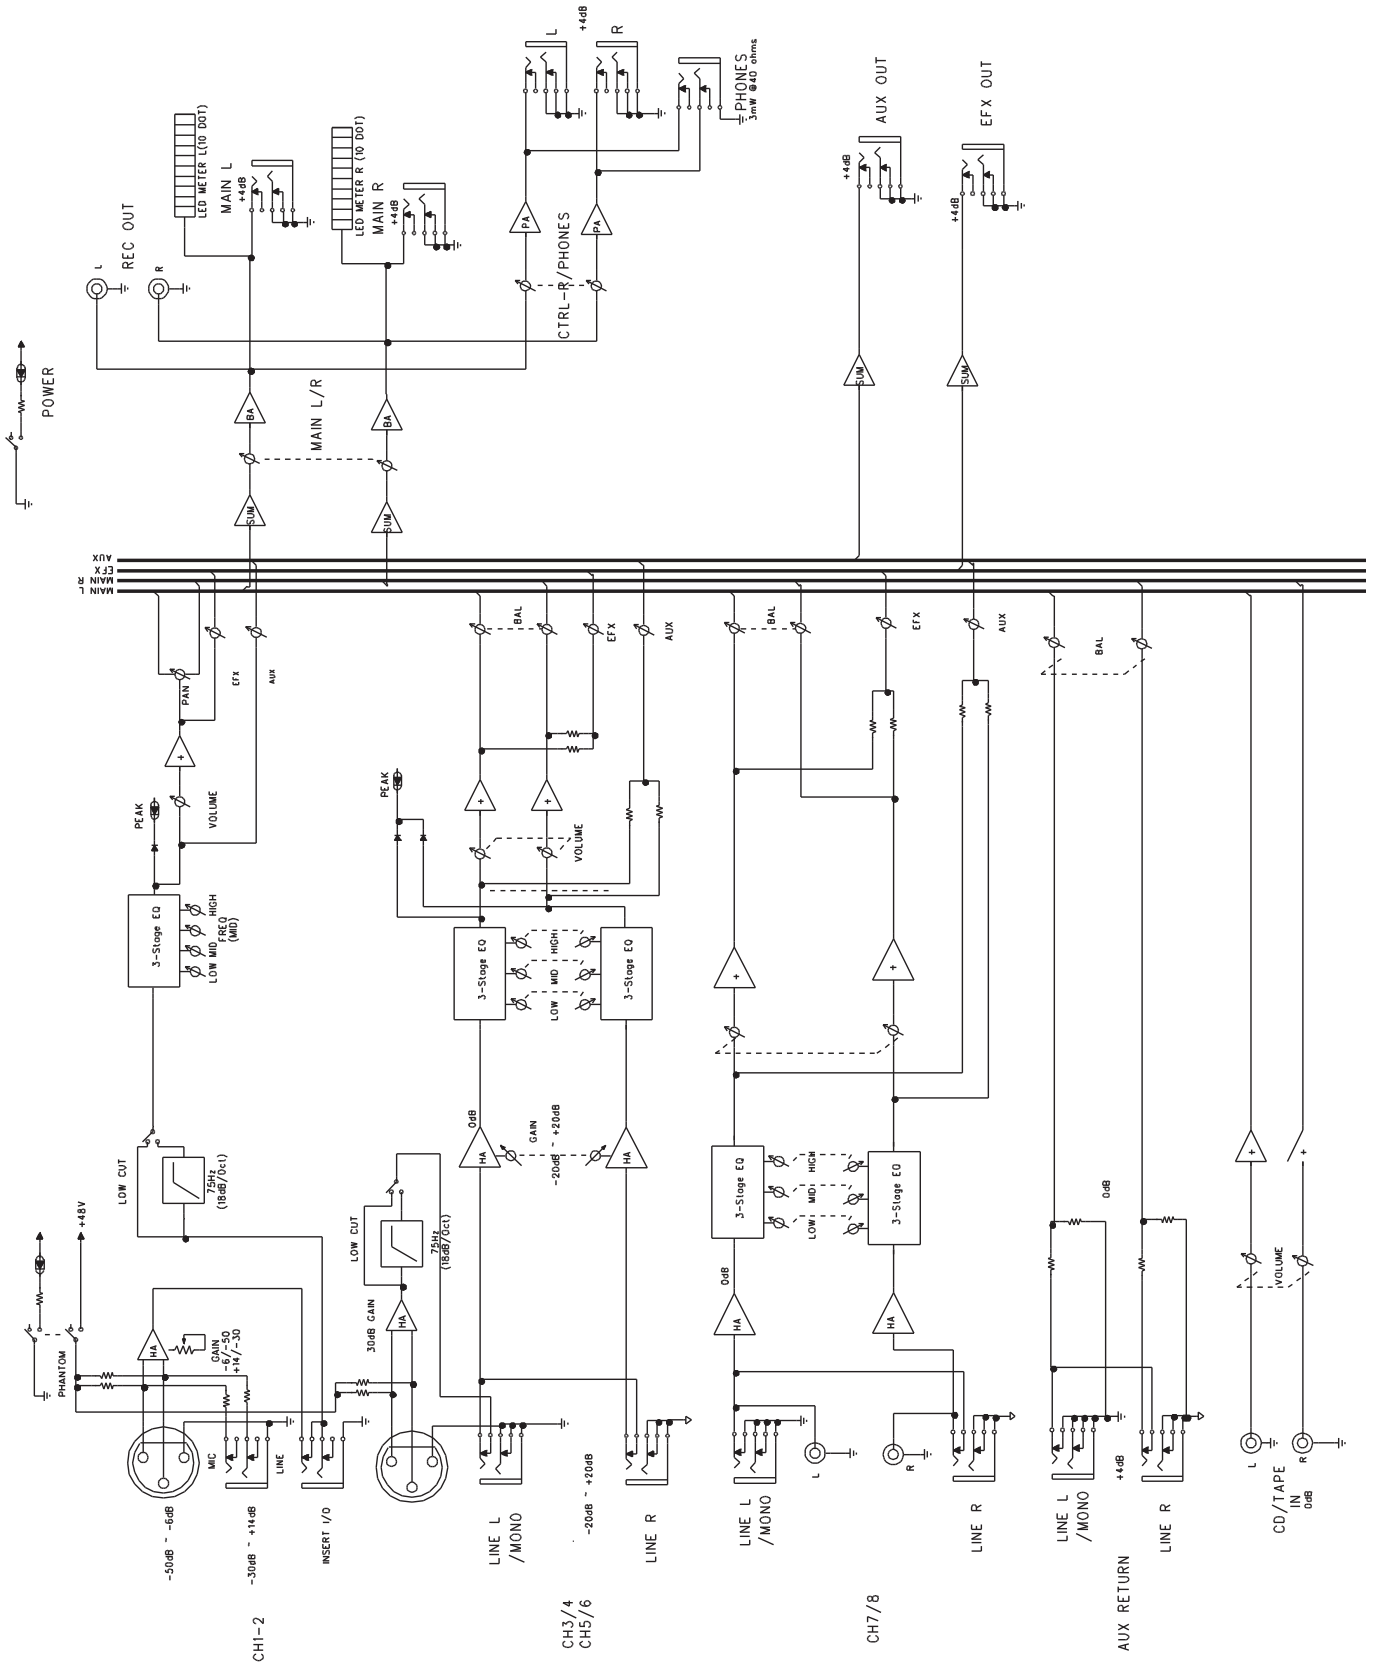 POWER
REC OUT
L
R
LED METER L(10 DOT)
MAIN L
+4dB
LED METER R (10 DOT)
MAIN R
+4dB
L
+4dB
R
PHONES
3mW @40 ohms
CTRL-R/PHONES
PA
PA
BA
BA
MAIN L/R
SUM
SUM
AUX OUT
+4dB
EFX OUT
+4dB
SUM
SUM
AUX
EFX
MAIN R
MAIN L
PAN
EFX
AUX
+
VOLUME
PEAK
3-Stage EQ
HIGH
FREQ
(MID)
LOW MID
LOW CUT
75Hz
(18dB/Oct)
+48V
PHANTOM
HA
GAIN
-6/-50
+14/-30
MIC
LINE
-50dB ~ -6dB
-30dB ~ +14dB
INSERT I/O
CH1-2
BAL
EFX
AUX
PEAK
+
+
VOLUME
3-Stage EQ
HIGH
MID
LOW
3-Stage EQ
0dB
HA
GAIN
-20dB ~ +20dB
HA
LOW CUT
75Hz
(18dB/Oct)
30dB GAIN
HA
LINE L
/MONO
-20dB ~ +20dB
LINE R
CH3/4
CH5/6
BAL
EFX
AUX
+
+
3-Stage EQ
HIGH
MID
LOW
3-Stage EQ
0dB
HA
HA
LINE L
/MONO
L
R
LINE R
CH7/8
BAL
0dB
LINE L
/MONO
+4dB
LINE R
AUX RETURN
+
+
VOLUME
L
R
CD/TAPE
IN
0dB